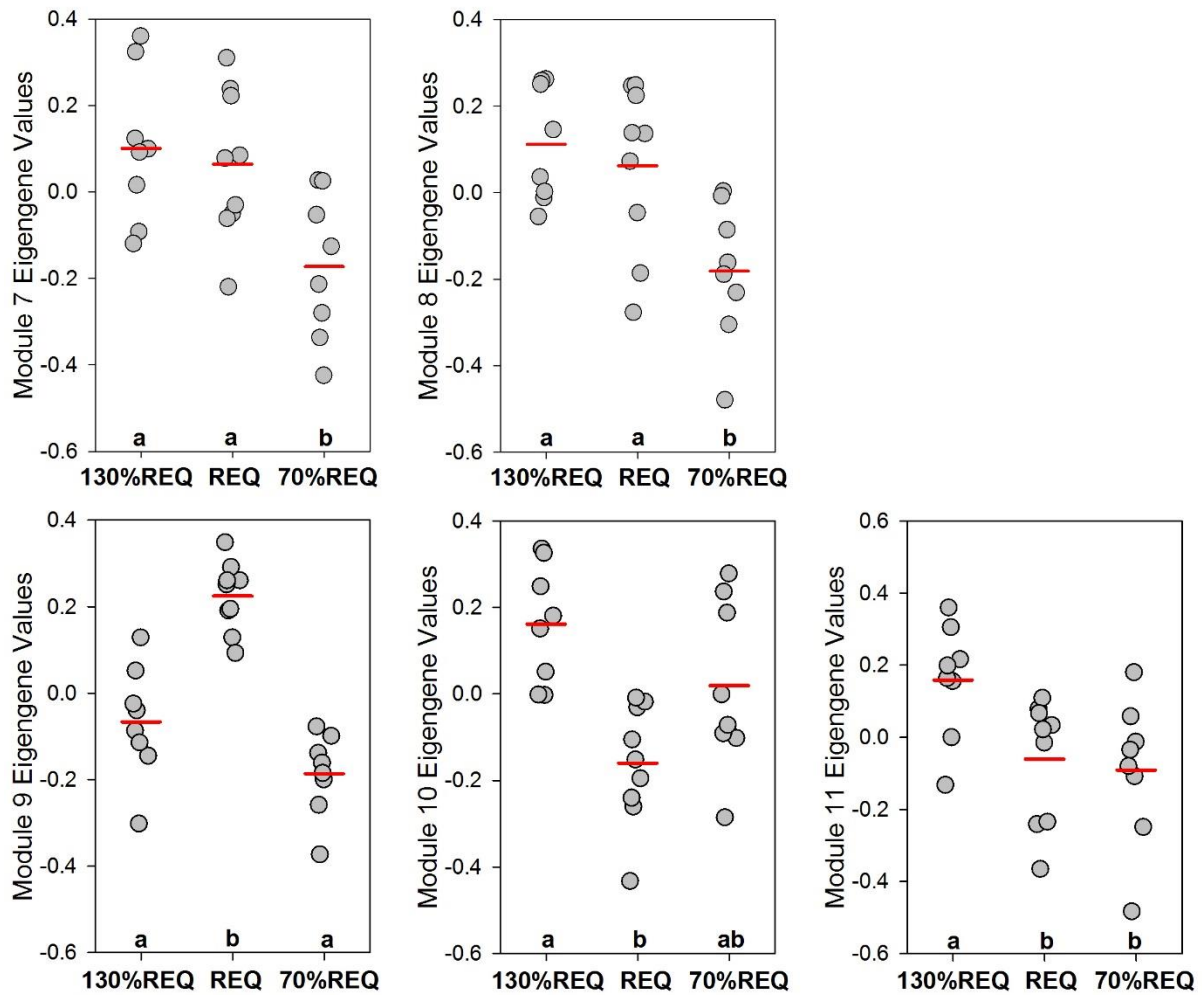 Module 7 Eigengene Values
0.4
0.2
0.0
-0.2
-0.4
-0.6
a a b
130%REQ REQ 70%REQ
Module 8 Eigengene Values
0.4
0.2
0.0
-0.2
-0.4
-0.6
a a b
130%REQ REQ 70%REQ
Module 9 Eigengene Values
0.4
0.2
0.0
-0.2
-0.4
-0.6
a b a
130%REQ REQ 70%REQ
Module 10 Eigengene Values
0.4
0.2
0.0
-0.2
-0.4
-0.6
a b ab
130%REQ REQ 70%REQ
Module 11 Eigengene Values
0.6
0.4
0.2
0.0
-0.2
-0.4
-0.6
a b b
130%REQ REQ 70%REQ